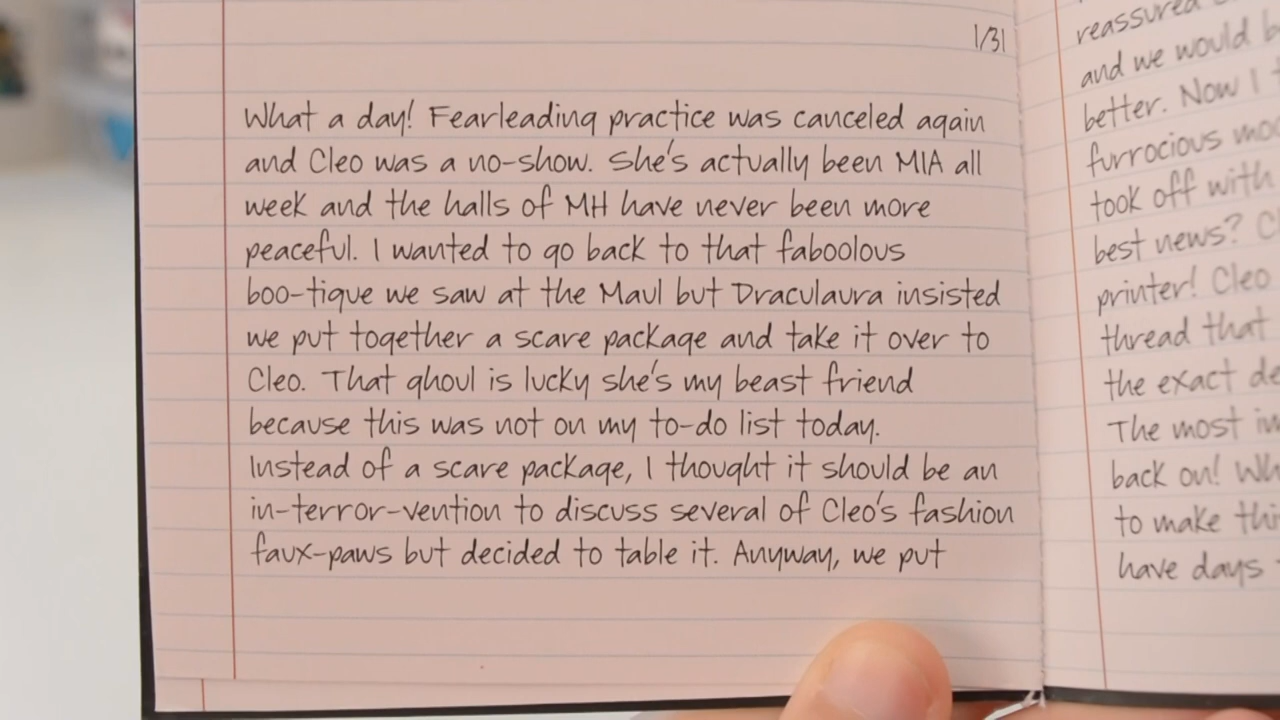 1/31
What a day! Fearleading practice was canceled again
and Cleo was a no-show. She's actually been MIA all
week and the halls of MH have never been more
peaceful. I wanted to go back to that faboolous
boo-tique we saw at the Maul but Draculaura insisted
we put together a scare package and take it over to
Cleo. That ghoul is lucky she's my beast friend
because this was not on my to-do list today.
Instead of a scare package, I thought it should be an
in-terror-vention to discuss several of Cleo's fashion
faux-paws but decided to table it. Anyway, we put
reassured
and we would
better. Now I
furrocious
took off with
best news?
printer! Cleo
thread that
the exact
The most
back on!
to make
have days